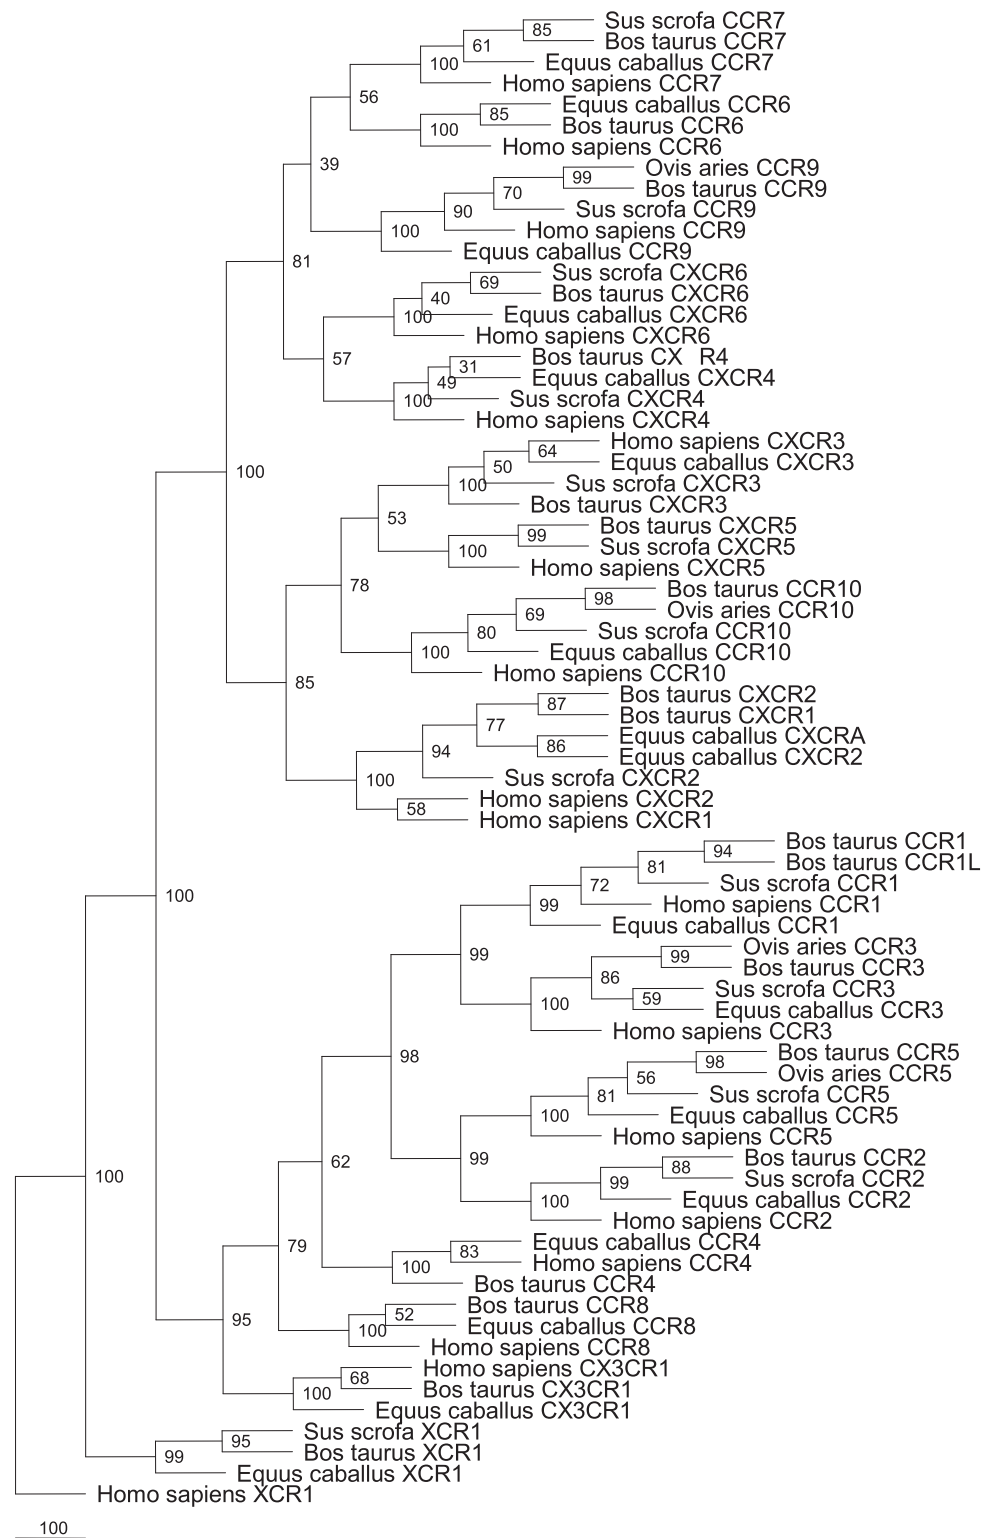 Sus scrofa CCR7
85
Bos taurus CCR7
61
Equus caballus CCR7
100
Homo sapiens CCR7
56
Equus caballus CCR6
85
Bos taurus CCR6
100
Homo sapiens CCR6
39
Ovis aries CCR9
99
Bos taurus CCR9
70
Sus scrofa CCR9
90
Homo sapiens CCR9
100
Equus caballus CCR9
81
Sus scrofa CXCR6
69
Bos taurus CXCR6
40
Equus caballus CXCR6
100
Homo sapiens CXCR6
57
Bos taurus CX R4
31
Equus caballus CXCR4
49
Sus scrofa CXCR4
100
Homo sapiens CXCR4
100
Homo sapiens CXCR3
64
Equus caballus CXCR3
50
Sus scrofa CXCR3
100
Bos taurus CXCR3
53
Bos taurus CXCR5
99
Sus scrofa CXCR5
100
Homo sapiens CXCR5
78
Bos taurus CCR10
98
Ovis aries CCR10
69
Sus scrofa CCR10
80
Equus caballus CCR10
100
Homo sapiens CCR10
85
Bos taurus CXCR2
87
Bos taurus CXCR1
77
Equus caballus CXCRA
86
Equus caballus CXCR2
94
Sus scrofa CXCR2
100
Homo sapiens CXCR2
58
Homo sapiens CXCR1
100
Bos taurus CCR1
94
Bos taurus CCR1L
81
Sus scrofa CCR1
72
Homo sapiens CCR1
99
Equus caballus CCR1
99
Ovis aries CCR3
99
Bos taurus CCR3
86
Sus scrofa CCR3
59
Equus caballus CCR3
100
Homo sapiens CCR3
98
Bos taurus CCR5
98
Ovis aries CCR5
56
Sus scrofa CCR5
81
Equus caballus CCR5
100
Homo sapiens CCR5
99
Bos taurus CCR2
88
Sus scrofa CCR2
99
Equus caballus CCR2
100
Homo sapiens CCR2
62
Equus caballus CCR4
83
Homo sapiens CCR4
100
Bos taurus CCR4
79
Bos taurus CCR8
52
Equus caballus CCR8
100
Homo sapiens CCR8
95
Homo sapiens CX3CR1
68
Bos taurus CX3CR1
100
Equus caballus CX3CR1
100
Sus scrofa XCR1
95
Bos taurus XCR1
99
Equus caballus XCR1
Homo sapiens XCR1
100